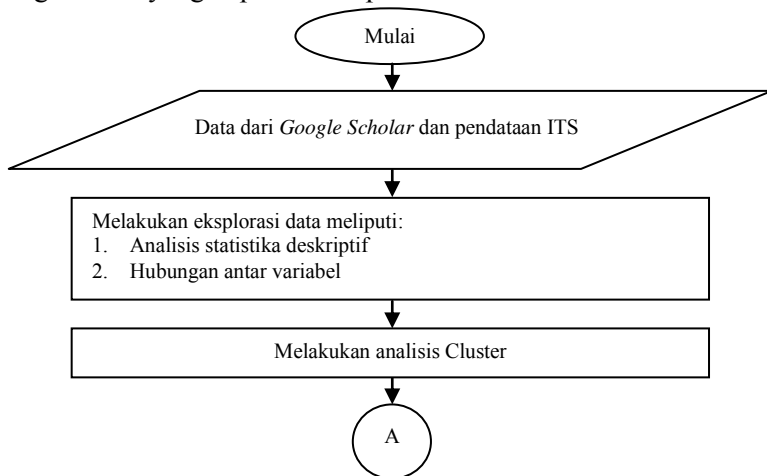 Mulai
Data dari Google Scholar dan pendataan ITS
Melakukan eksplorasi data meliputi:
1. Analisis statistika deskriptif
2. Hubungan antar variabel
Melakukan analisis Cluster
A